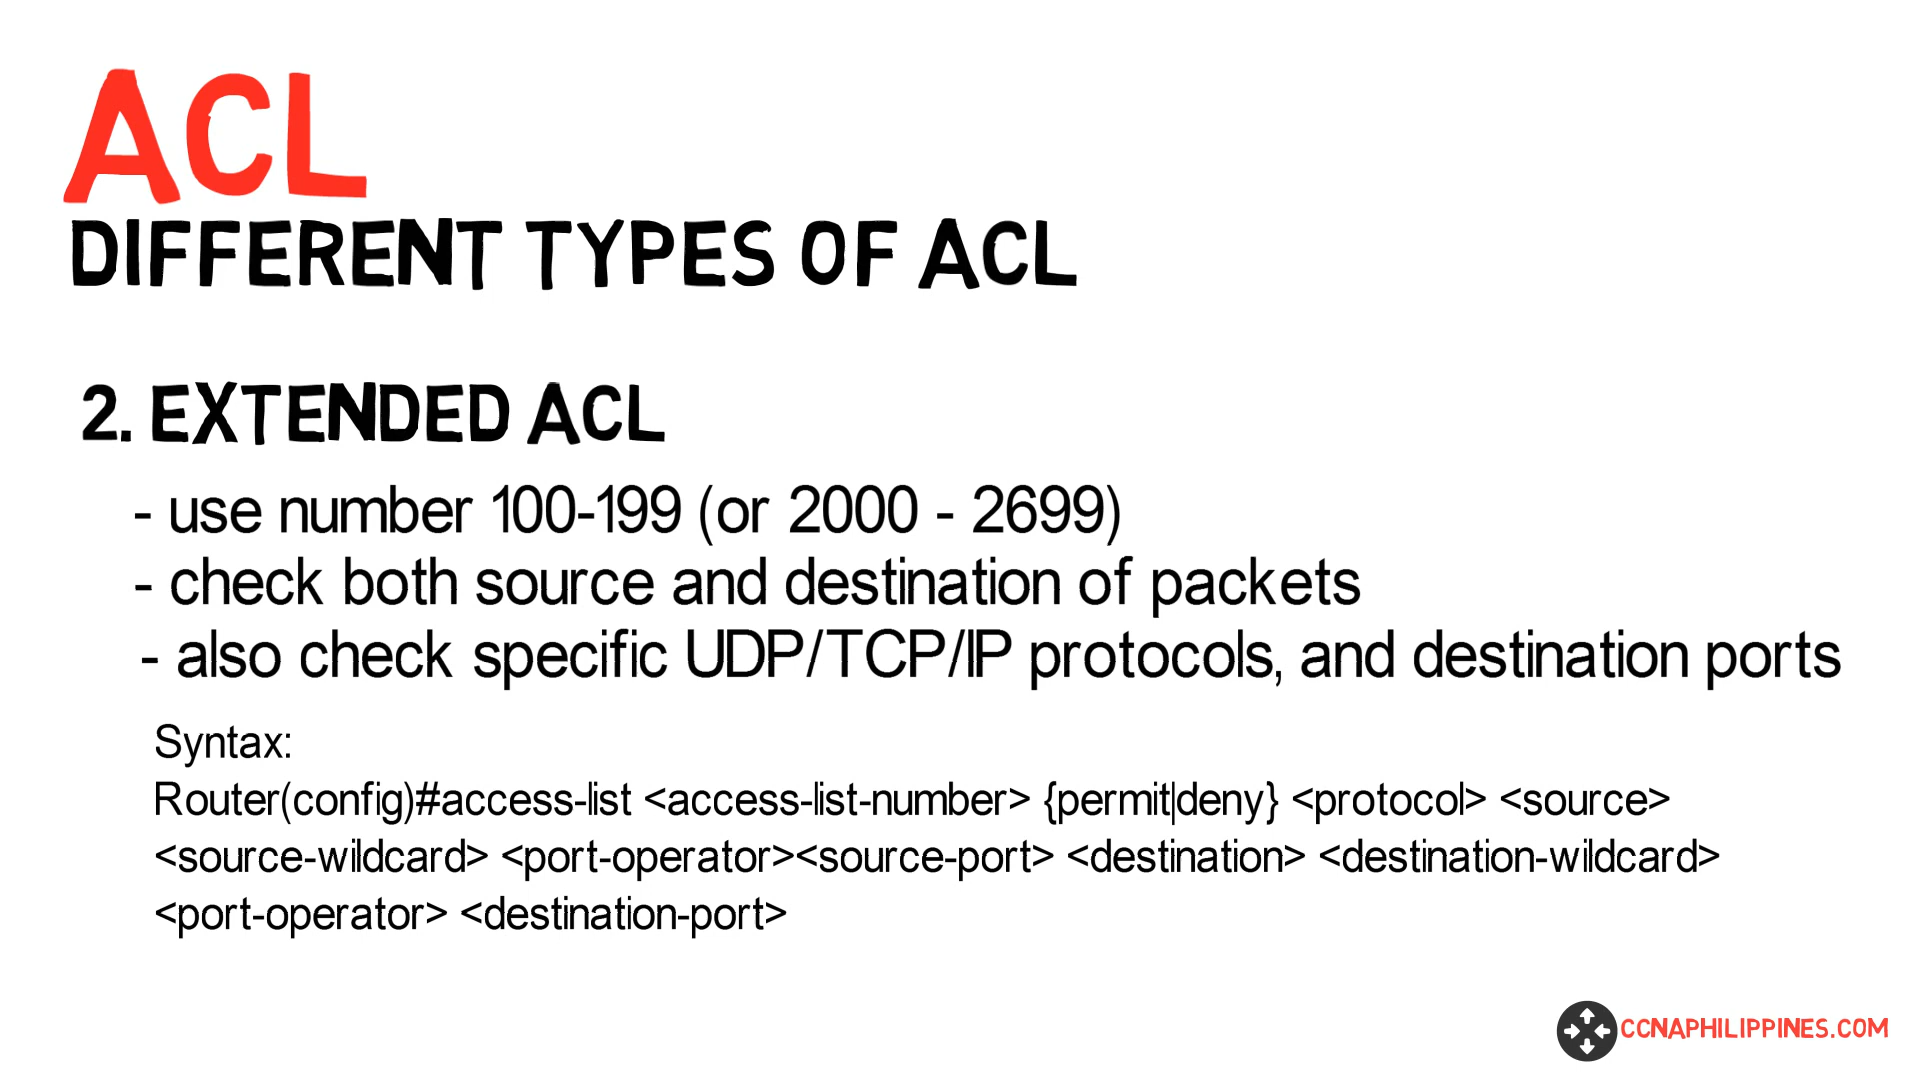 ACL
DIFFERENT TYPES OF ACL
2. EXTENDED ACL
- use number 100-199 (or 2000 - 2699)
- check both source and destination of packets
- also check specific UDP/TCP/IP protocols, and destination ports
Syntax:
Router(config)#access-list <access-list-number> {permit|deny} <protocol> <source>
<source-wildcard> <port-operator><source-port> <destination> <destination-wildcard>
<port-operator> <destination-port>
CCNAPHILIPPINES.COM